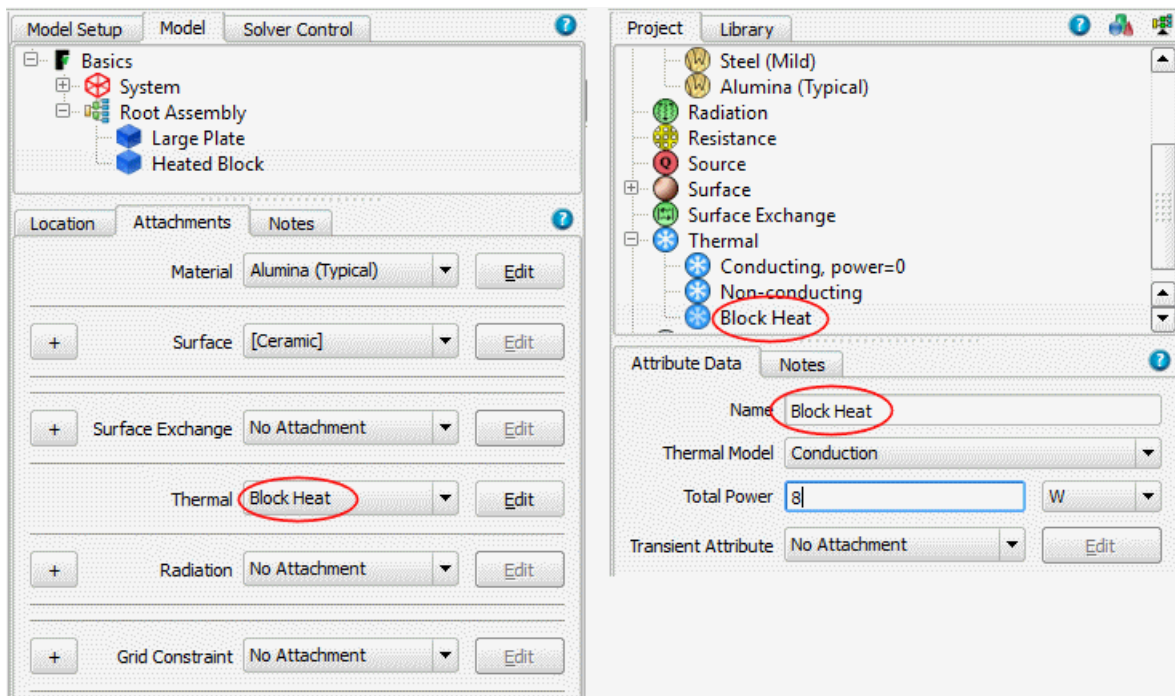 Model Setup Model Solver Control
Basics
System
Root Assembly
Large Plate
Heated Block
Location Attachments Notes
Material Alumina (Typical) Edit
+ Surface [Ceramic] Edit
+ Surface Exchange No Attachment Edit
Thermal Block Heat Edit
+ Radiation No Attachment Edit
+ Grid Constraint No Attachment Edit
Project Library
Steel (Mild)
Alumina (Typical)
Radiation
Resistance
Source
Surface
Surface Exchange
Thermal
Conducting, power=0
Non-conducting
Block Heat
Attribute Data Notes
Name Block Heat
Thermal Model Conduction
Total Power 8 W
Transient Attribute No Attachment Edit